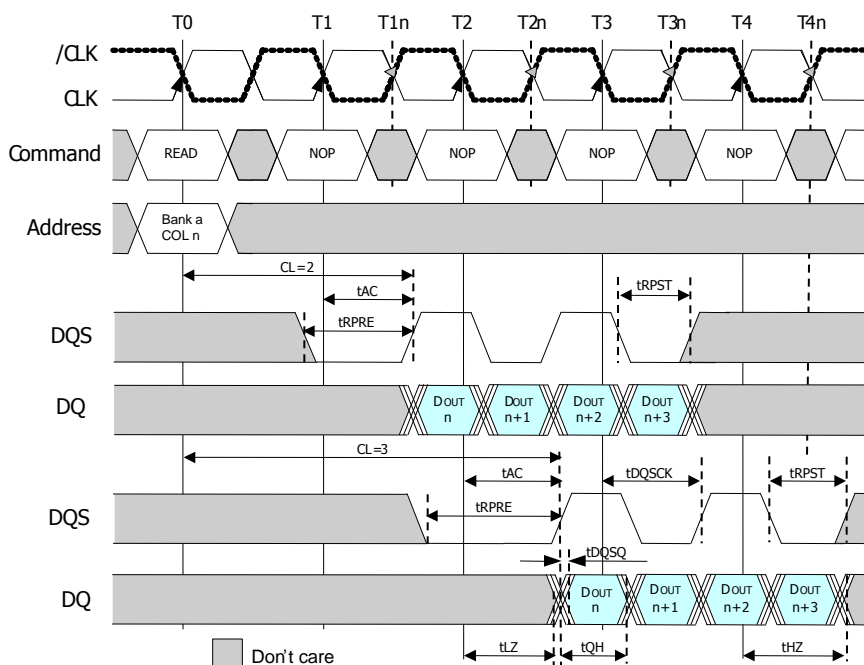 T0 T1 T1n T2 T2n T3 T3n T4 T4n
/CLK
CLK
Command READ NOP NOP NOP NOP
Address Bank a
COL n
CL=2
tAC
tRPRE
tRPST
DQS
DQ DOUT DOUT DOUT DOUT
n n+1 n+2 n+3
CL=3
tAC tDQSCK tRPST
tRPRE
DQS
tDQSQ
DQ DOUT DOUT DOUT DOUT
n n+1 n+2 n+3
tLZ tQH tHZ
Don't care